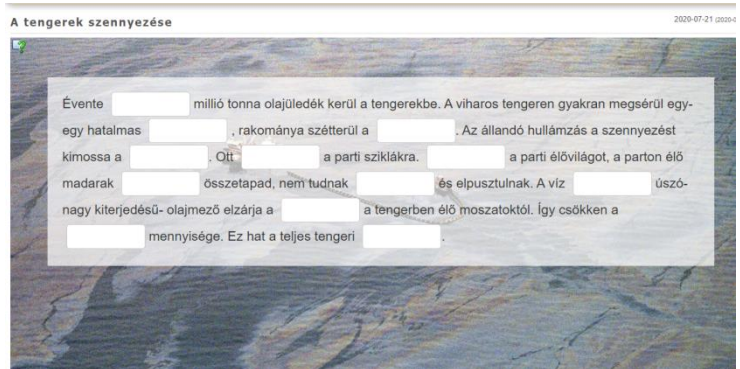 A tengerek szennyezése
2020-07-21 (2020-0
Évente millió tonna olajüledék kerül a tengerekbe. A viharos tengeren gyakran megsérül egy-
egy hatalmas , rakománya szétterül a . Az állandó hullámzás a szennyezést
kimossa a . Ott a parti sziklákra. a parti élővilágot, a parton élő
madarak összetapad, nem tudnak és elpusztulnak. A víz úszó-
nagy kiterjedésű- olajmező elzárja a a tengerben élő moszatoktól. Így csökken a
mennyisége. Ez hat a teljes tengeri .